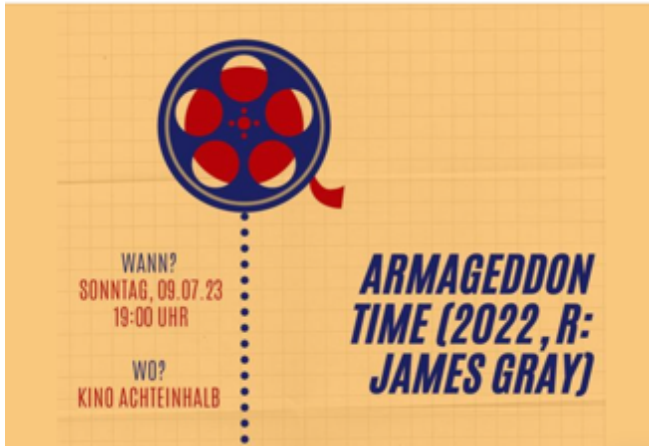 WANN?
SONNTAG, 09.07.23
19:00 UHR
WO?
KINO ACHTEINHALB
ARMAGEDDON
TIME (2022, R:
JAMES GRAY)